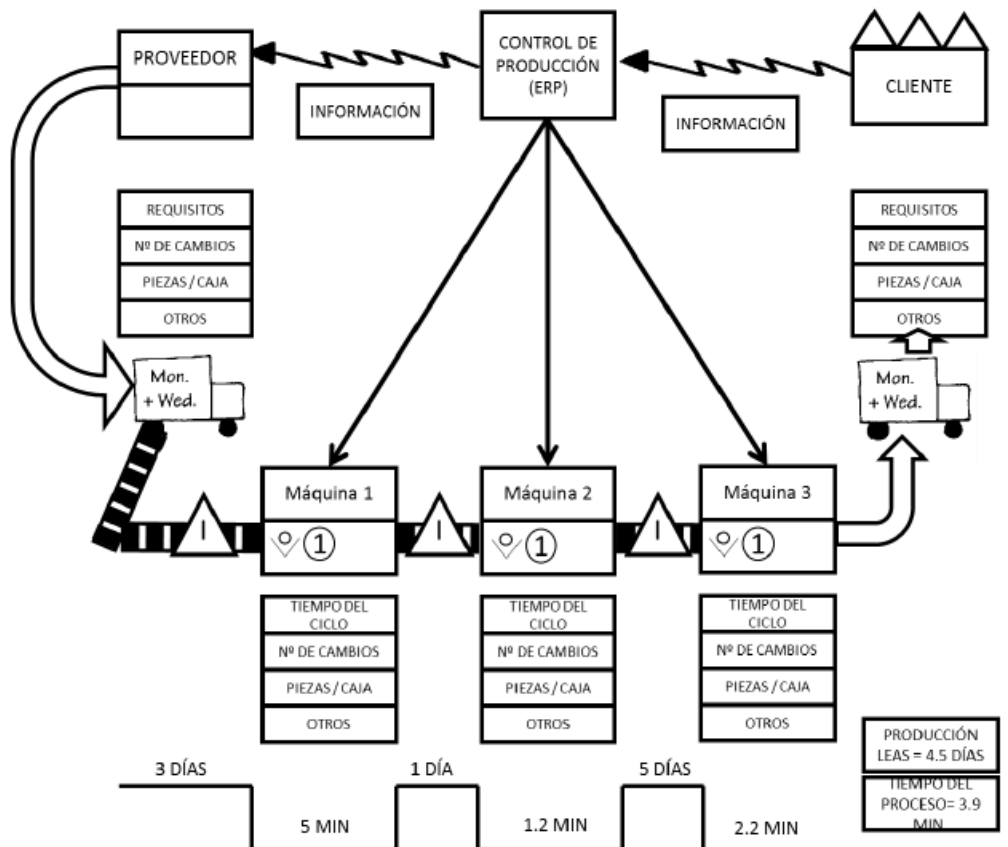 PROVEEDOR
CONTROL DE
PRODUCCIÓN
(ERP)
CLIENTE
INFORMACIÓN
INFORMACIÓN
REQUISITOS
Nº DE CAMBIOS
PIEZAS / CAJA
OTROS
REQUISITOS
Nº DE CAMBIOS
PIEZAS / CAJA
OTROS
Mon.
+ Wed.
Mon.
+ Wed.
Máquina 1
Máquina 2
Máquina 3
I
1
I
1
I
1
TIEMPO DEL
CICLO
Nº DE CAMBIOS
PIEZAS / CAJA
OTROS
TIEMPO DEL
CICLO
Nº DE CAMBIOS
PIEZAS / CAJA
OTROS
TIEMPO DEL
CICLO
Nº DE CAMBIOS
PIEZAS / CAJA
OTROS
PRODUCCIÓN
LEAS = 4.5 DÍAS
TIEMPO DEL
PROCESO= 3.9
MIN
3 DÍAS
1 DÍA
5 DÍAS
5 MIN
1.2 MIN
2.2 MIN